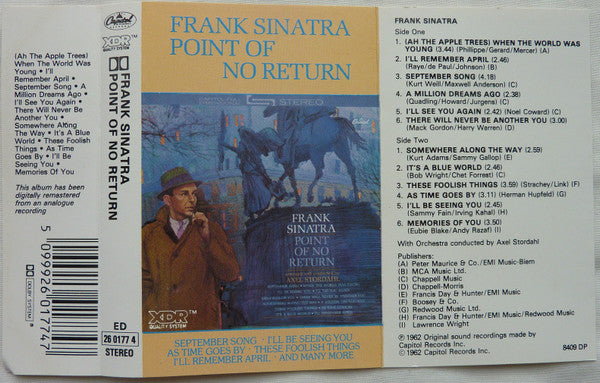 Capitol
XDR
QUALITY SYSTEM
(Ah The Apple Trees)
When The World Was
Young • I'll
Remember April •
September Song • A
Million Dreams Ago •
I'll See You Again •
There Will Never Be
Another You •
Somewhere Along
The Way • It's A Blue
World • These Foolish
Things • As Time
Goes By • I'll Be
Seeing You •
Memories Of You
This album has been
digitally remastered
from an analogue
recording
5 099926 017747
DOLBY SYSTEM
ED
26 0177 4
STEREO
FRANK SINATRA
POINT OF NO RETURN
FRANK SINATRA
POINT OF
NO RETURN
STEREO
Capitol
FRANK
SINATRA
POINT
OF NO
RETURN
AXEL STORDAHL
XDR
QUALITY SYSTEM
SEPTEMBER SONG · I'LL BE SEEING YOU
AS TIME GOES BY · THESE FOOLISH THINGS
I'LL REMEMBER APRIL · AND MANY MORE
FRANK SINATRA
Side One
1. (AH THE APPLE TREES) WHEN THE WORLD WAS
YOUNG (3.44) (Phillippe/Gerard/Mercer) (A)
2. I'LL REMEMBER APRIL (2.46)
(Raye/de Paul/Johnson) (B)
3. SEPTEMBER SONG (4.18)
(Kurt Weill/Maxwell Anderson) (C)
4. A MILLION DREAMS AGO (2.38)
(Quadling/Howard/Jurgens) (C)
5. I'LL SEE YOU AGAIN (2.42) (Noel Coward) (C)
6. THERE WILL NEVER BE ANOTHER YOU (3.00)
(Mack Gordon/Harry Warren) (D)
Side Two
1. SOMEWHERE ALONG THE WAY (2.59)
(Kurt Adams/Sammy Gallop) (E)
2. IT'S A BLUE WORLD (2.46)
(Bob Wright/Chet Forrest) (C)
3. THESE FOOLISH THINGS (3.59) (Strachey/Link) (F)
4. AS TIME GOES BY (3.11) (Herman Hupfeld) (G)
5. I'LL BE SEEING YOU (2.45)
(Sammy Fain/Irving Kahal) (H)
6. MEMORIES OF YOU (3.50)
(Eubie Blake/Andy Razaf) (I)
With Orchestra conducted by Axel Stordahl
Publishers:
(A) Peter Maurice & Co./EMI Music-Biem
(B) MCA Music Ltd.
(C) Chappell Music
(D) Chappell-Morris
(E) Francis Day & Hunter/EMI Music
(F) Boosey & Co.
(G) Redwood Music Ltd.
(H) Francis Day & Hunter/EMI Music/Redwood Music
(I) Lawrence Wright
℗ 1962 Original sound recordings made by
Capitol Records Inc.
© 1962 Capitol Records Inc.
8409 DP